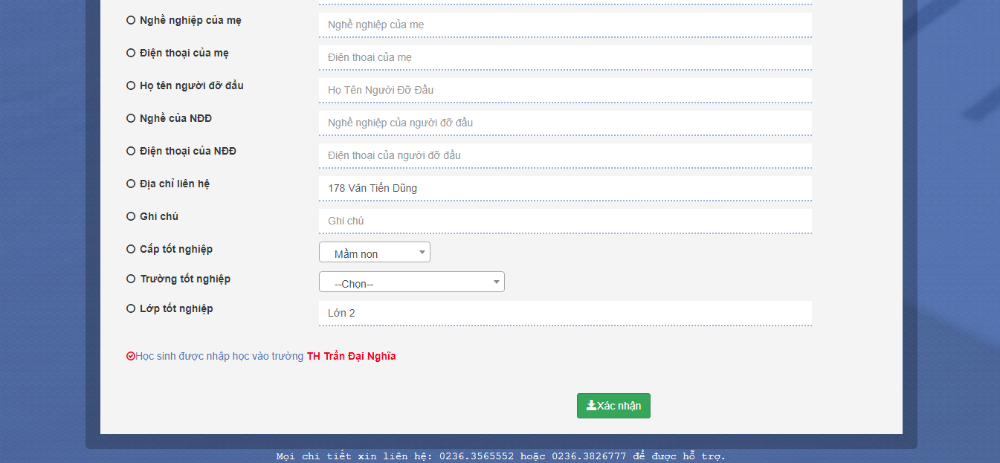 Nghề nghiệp của mẹ Nghề nghiệp của mẹ
Điện thoại của mẹ Điện thoại của mẹ
Họ tên người đỡ đầu Họ Tên Người Đỡ Đầu
Nghề của NĐĐ Nghề nghiệp của người đỡ đầu
Điện thoại của NĐĐ Điện thoại của người đỡ đầu
Địa chỉ liên hệ 178 Văn Tiến Dũng
Ghi chú Ghi chú
Cấp tốt nghiệp Mầm non
Trường tốt nghiệp --Chọn--
Lớp tốt nghiệp Lớn 2
Học sinh được nhập học vào trường TH Trần Đại Nghĩa
Xác nhận
Mọi chi tiết xin liên hệ: 0236.3565552 hoặc 0236.3826777 để được hỗ trợ.